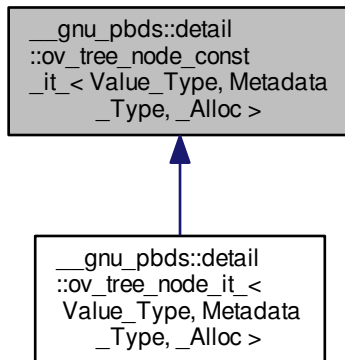 __gnu_pbds::detail
::ov_tree_node_const
_it_< Value_Type, Metadata
_Type, _Alloc >
__gnu_pbds::detail
::ov_tree_node_it_<
Value_Type, Metadata
_Type, _Alloc >